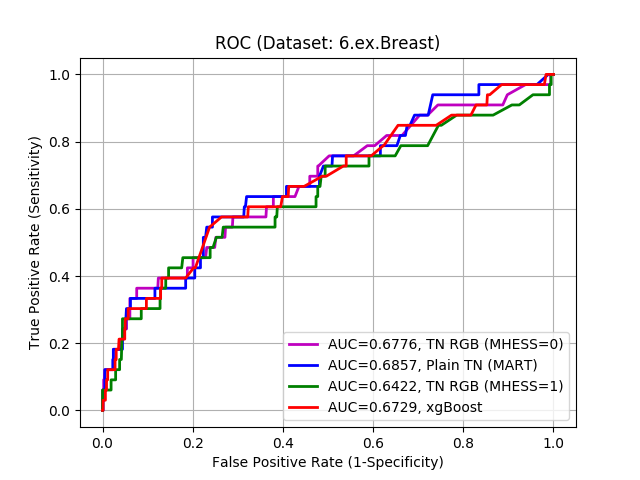 ROC (Dataset: 6.ex.Breast)
True Positive Rate (Sensitivity)
1.0
0.8
0.6
0.4
0.2
0.0
AUC=0.6776, TN RGB (MHESS=0)
AUC=0.6857, Plain TN (MART)
AUC=0.6422, TN RGB (MHESS=1)
AUC=0.6729, xgBoost
0.0 0.2 0.4 0.6 0.8 1.0
False Positive Rate (1-Specificity)